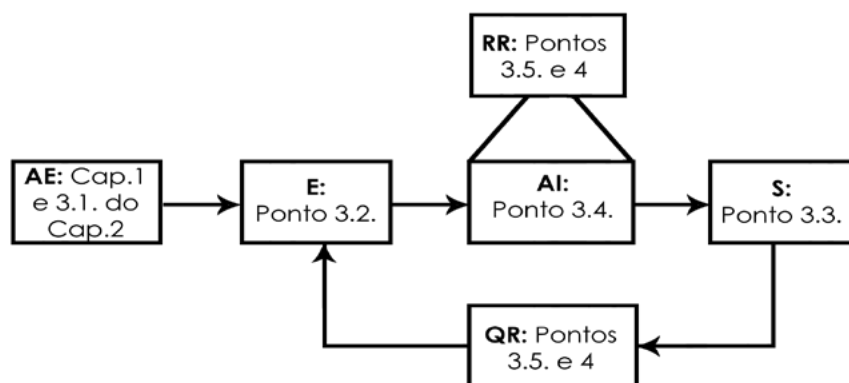 RR: Pontos
3.5. e 4
AE: Cap.1
e 3.1. do
Cap.2
E:
Ponto 3.2.
AI:
Ponto 3.4.
S:
Ponto 3.3.
QR: Pontos
3.5. e 4